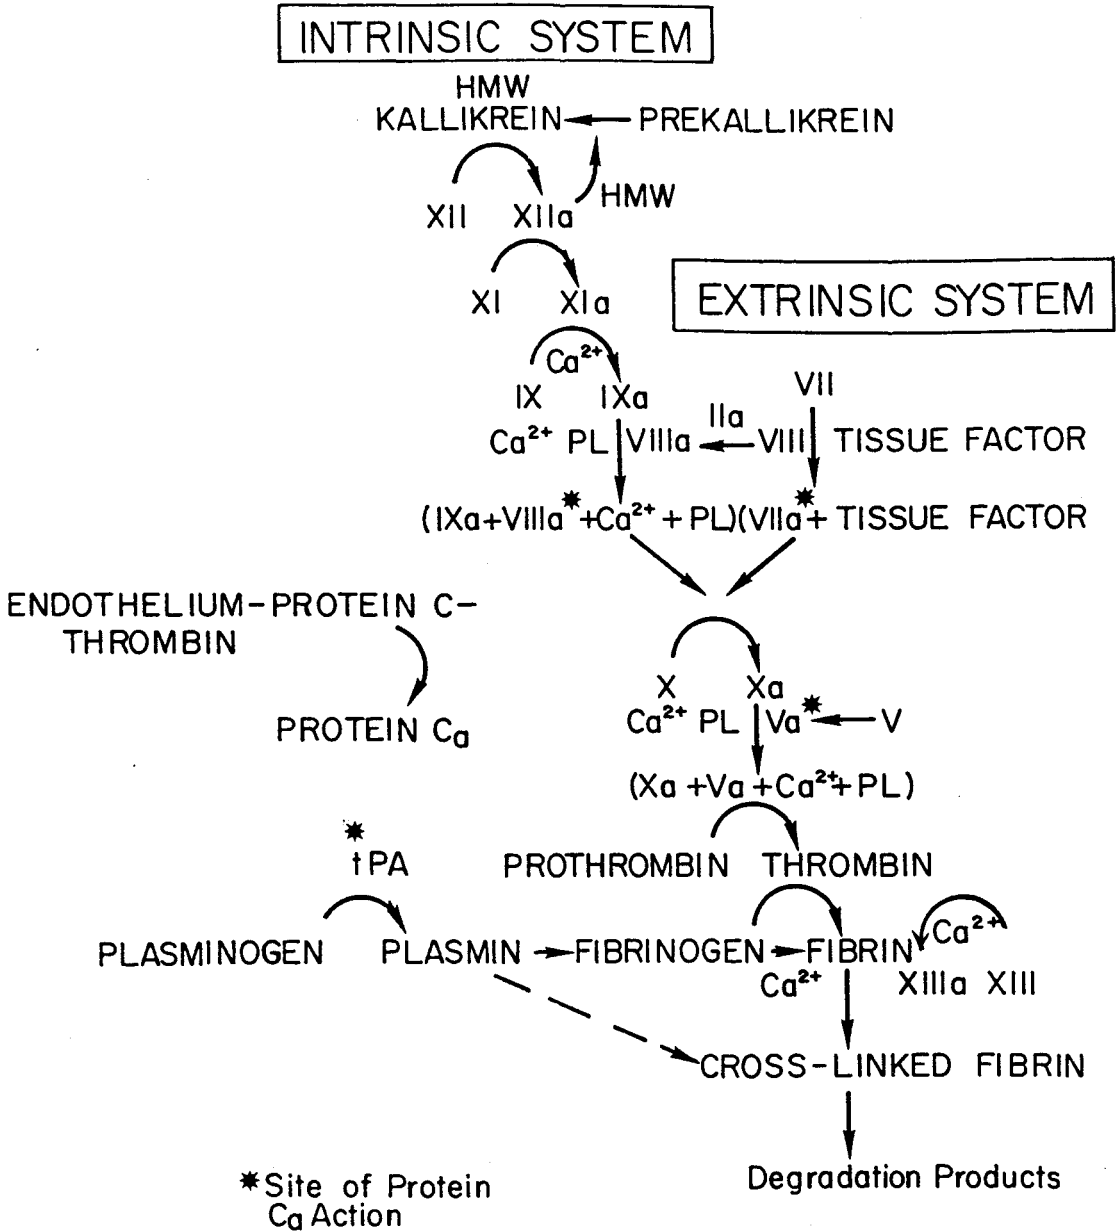 INTRINSIC SYSTEM
HMW
KALLIKREIN PREKALLIKREIN
HMW
XII XIIa
XI XIa
EXTRINSIC SYSTEM
Ca²⁺
IX IXa
VII
IIa
Ca²⁺ PL VIIIa VIII TISSUE FACTOR
(IXa+VIIIa*+Ca²⁺ + PL)(VIIa*+ TISSUE FACTOR
ENDOTHELIUM-PROTEIN C-
THROMBIN
PROTEIN Ca
X Xa
Ca²⁺ PL Va* V
(Xa +Va +Ca²⁺+ PL)
*
tPA
PROTHROMBIN THROMBIN
PLASMINOGEN PLASMIN FIBRINOGEN FIBRIN Ca²⁺
Ca²⁺ XIIIa XIII
CROSS-LINKED FIBRIN
Degradation Products
*Site of Protein
Ca Action